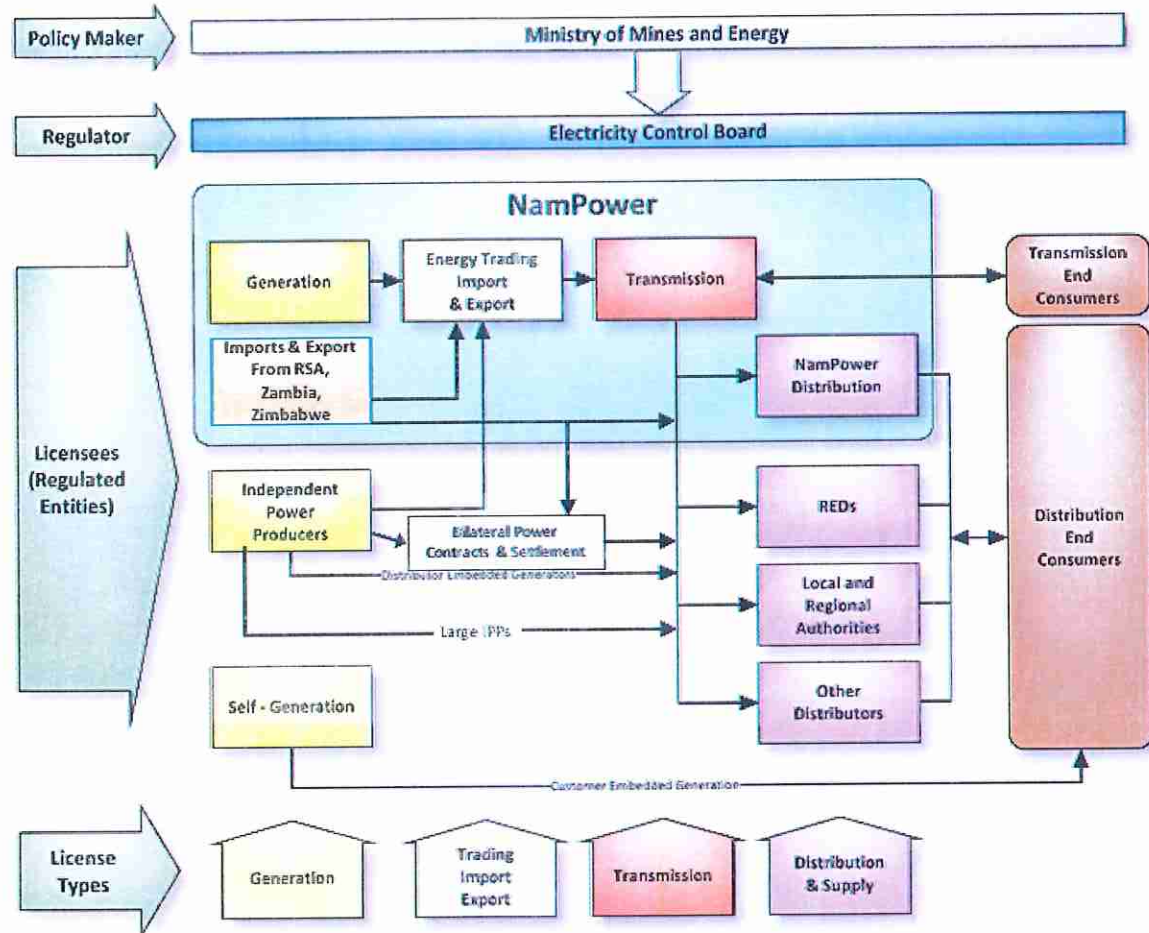 Policy Maker
Ministry of Mines and Energy
Regulator
Electricity Control Board
NamPower
Licensees
(Regulated
Entities)
Generation
Energy Trading
Import
& Export
Transmission
Transmission
End
Consumers
Imports & Export
From RSA,
Zambia,
Zimbabwe
NamPower
Distribution
Independent
Power
Producers
Bilateral Power
Contracts & Settlement
Distributor Embedded Generations
Large IPPs
REDs
Local and
Regional
Authorities
Other
Distributors
Distribution
End
Consumers
Self - Generation
Customer Embedded Generation
License
Types
Generation
Trading
Import
Export
Transmission
Distribution
& Supply